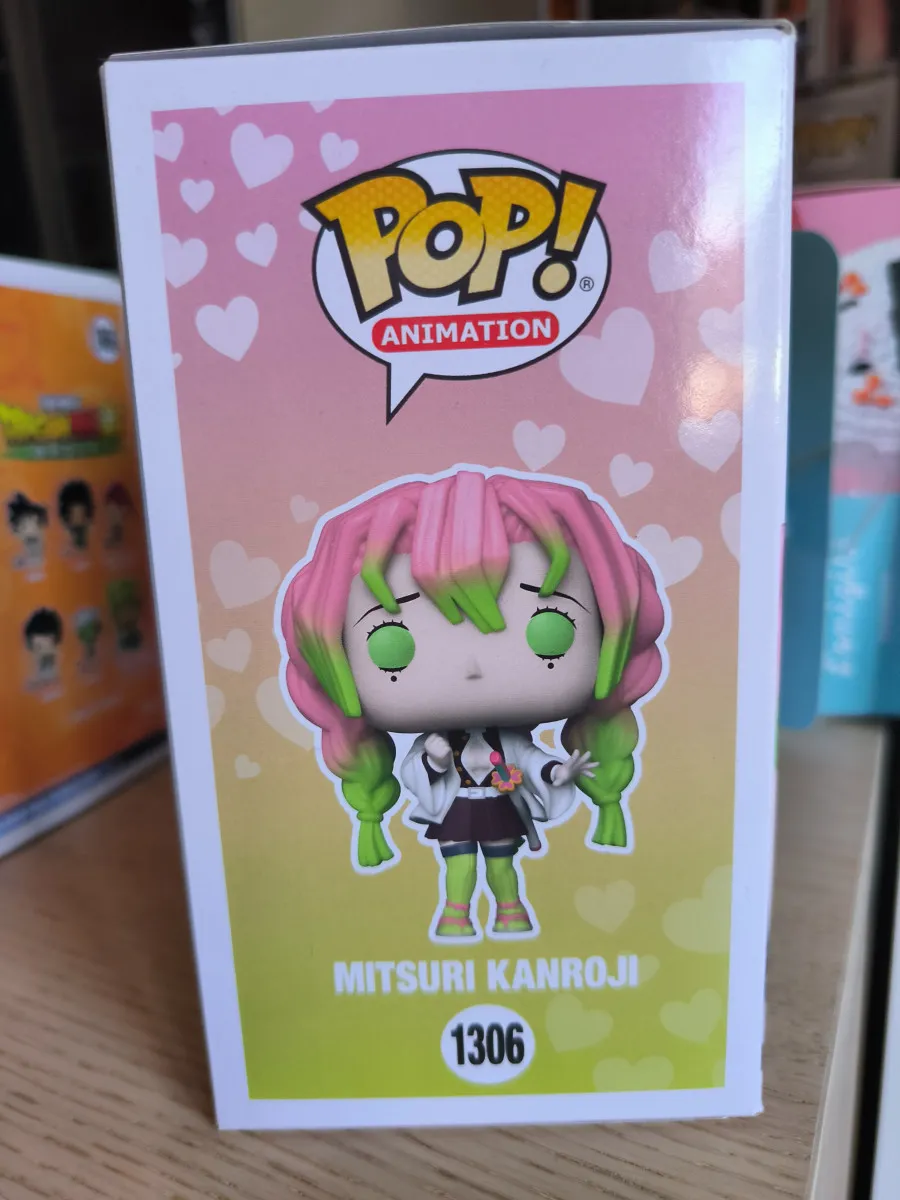 POP!
®
ANIMATION
MITSURI KANROJI
1306